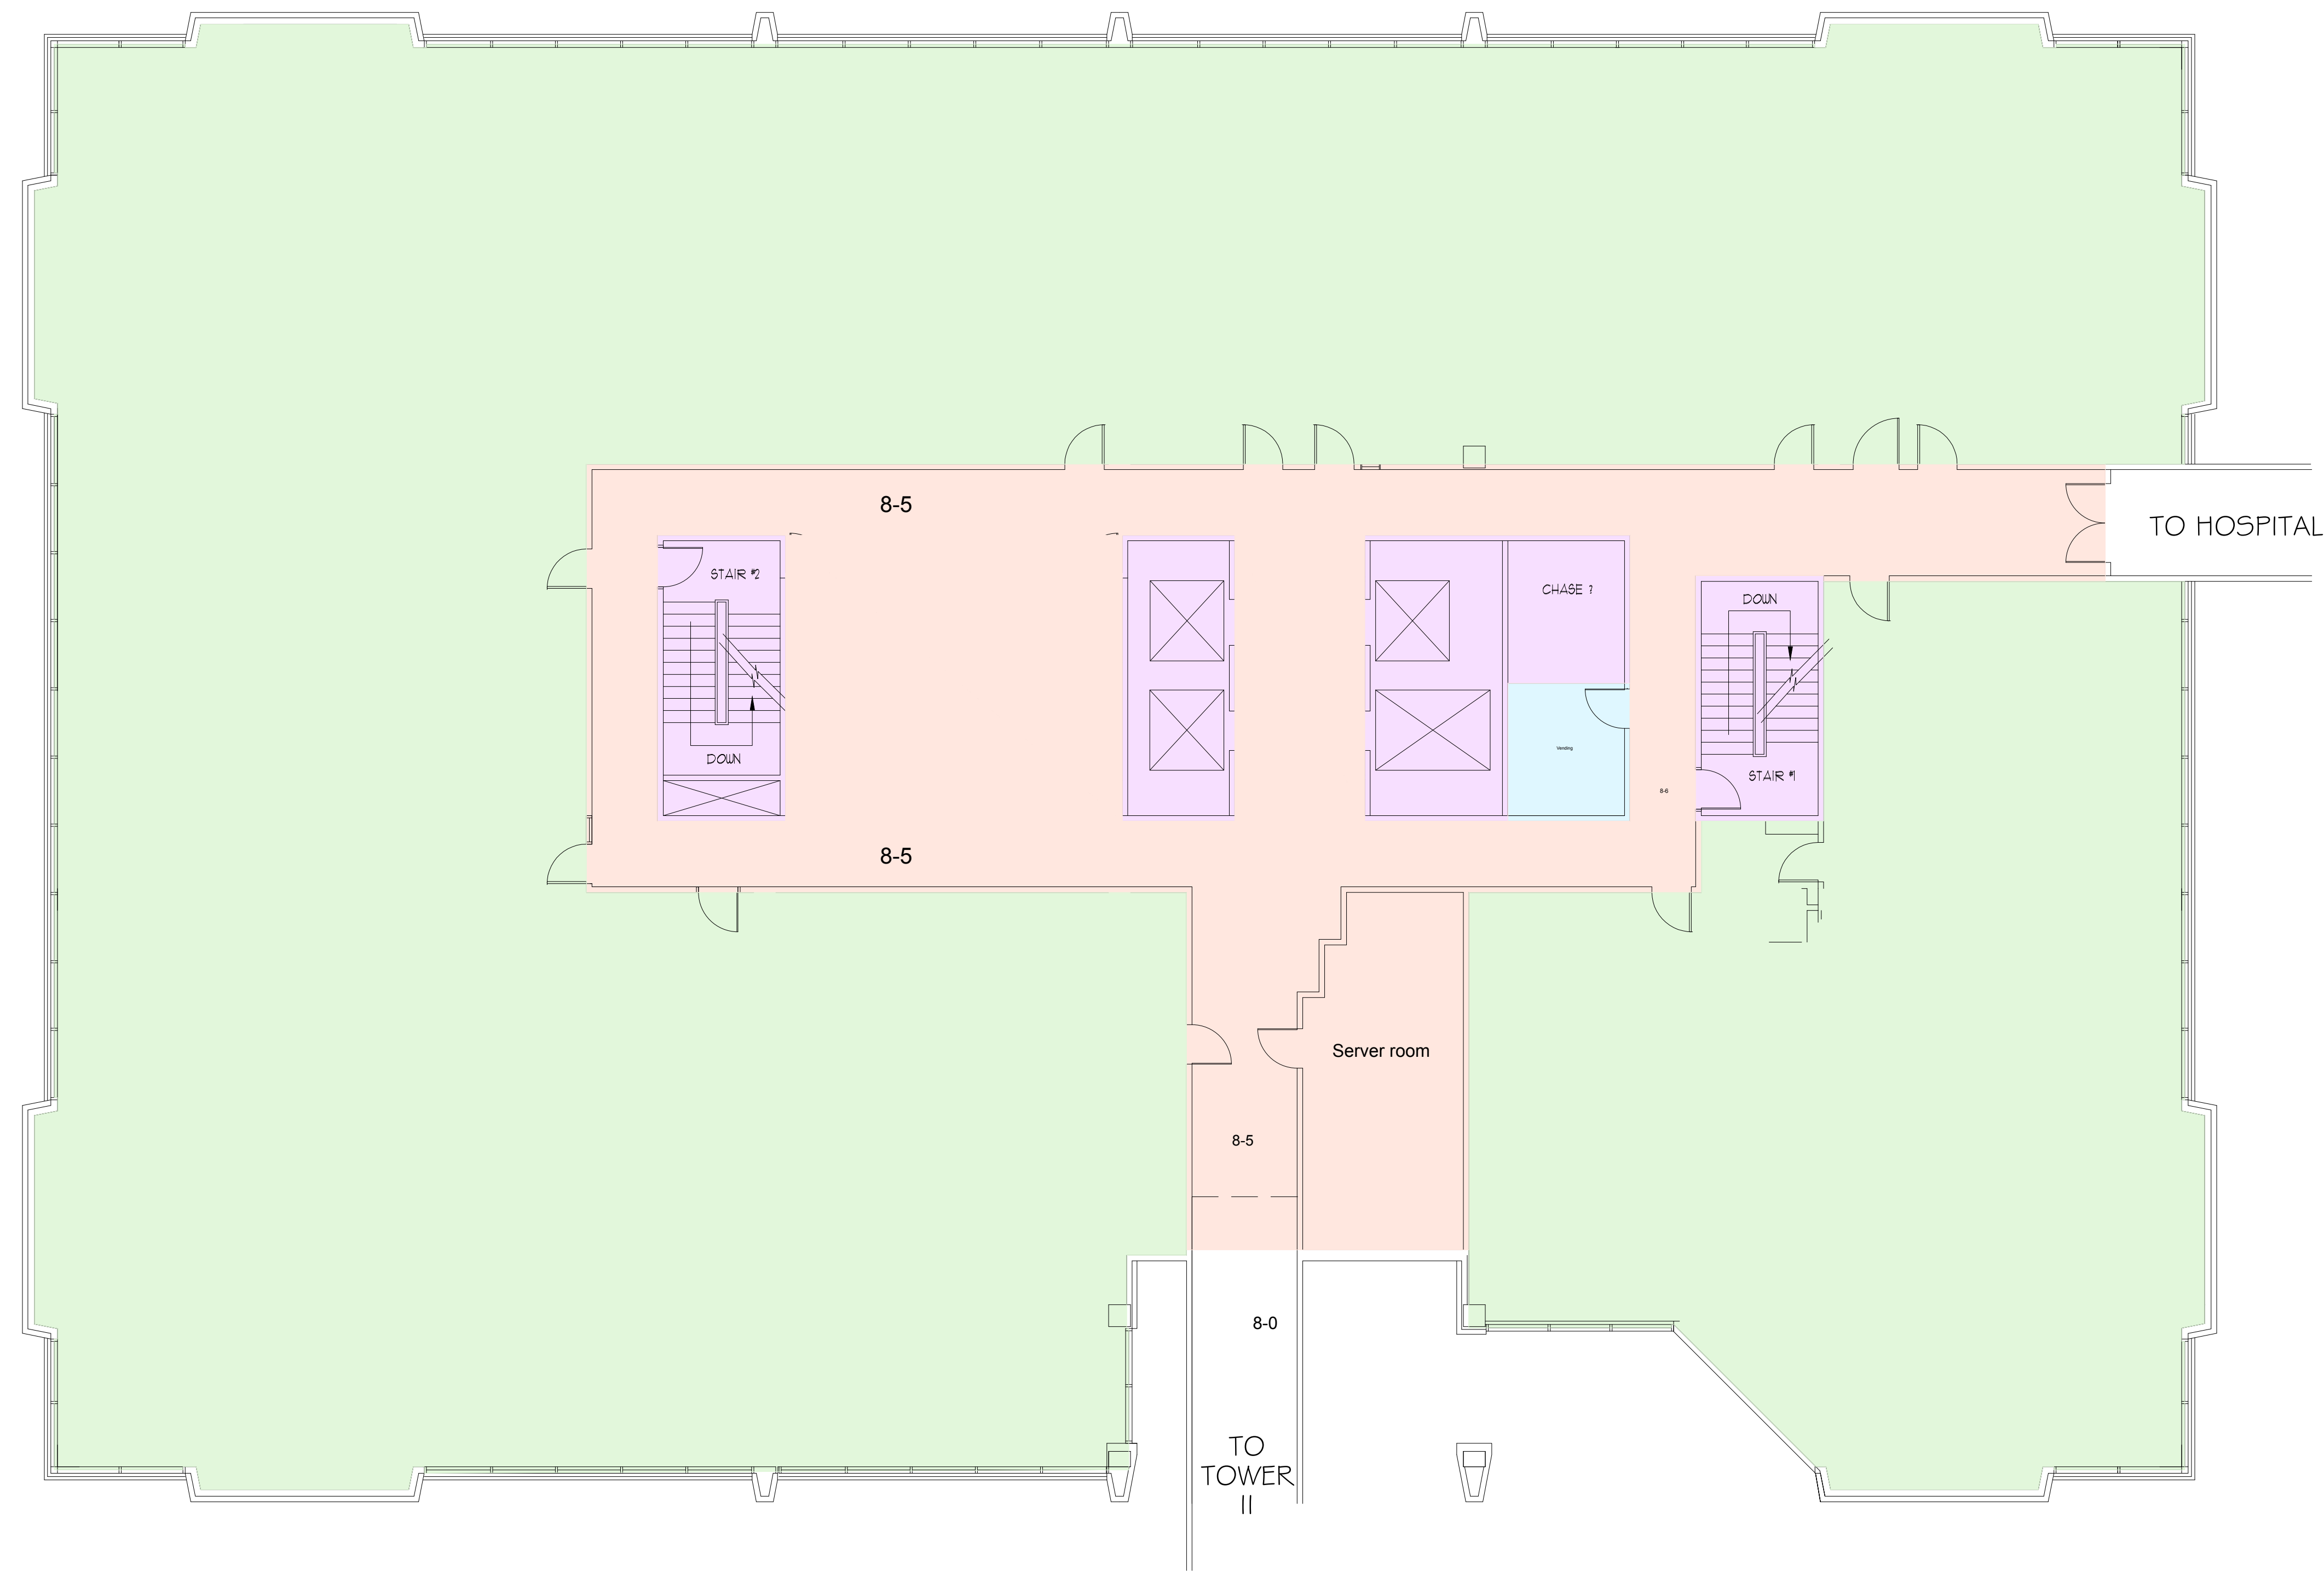 8-5
TO HOSPITAL
STAIR #2
CHASE ?
DOWN
Vending
DOWN
STAIR #1
8-6
8-5
Server room
8-5
8-0
TO
TOWER
II